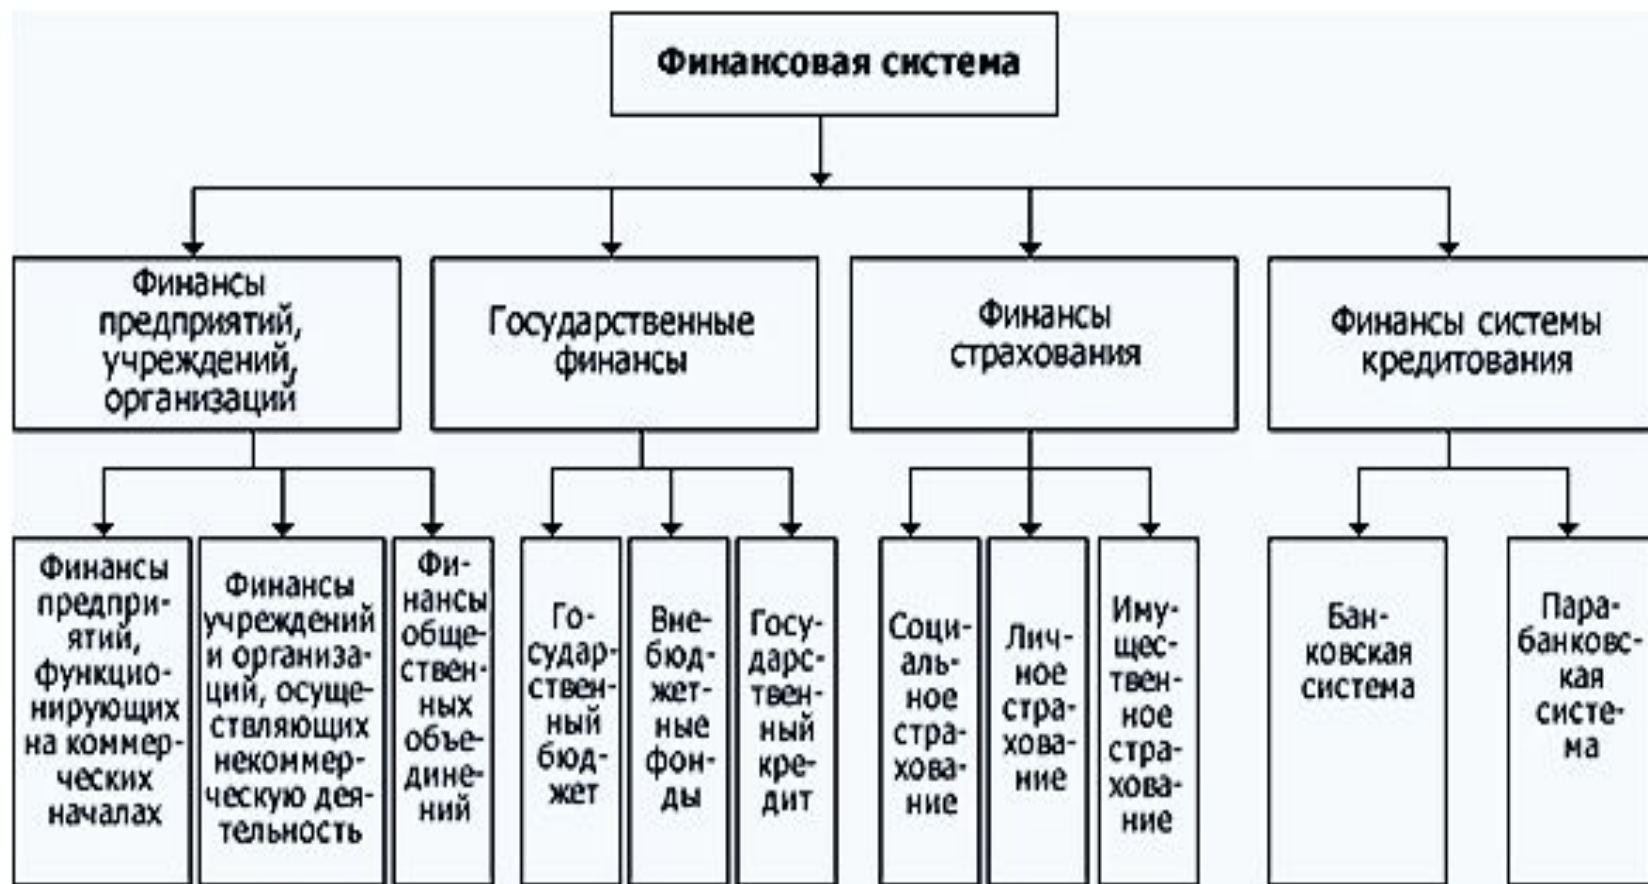 Финансовая система
Финансы
предприятий,
учреждений,
организаций
Государственные
финансы
Финансы
страхования
Финансы системы
кредитования
Финансы
предпри-
ятий,
функцио-
нирующих
на коммер-
ческих
началах
Финансы
учреждений
и организа-
ций, осуще-
ствляющих
некоммер-
ческую дея-
тельность
Фи-
нансы
обще-
ствен-
ных
объе-
дине-
ний
Го-
судар-
ствен-
ный
бюд-
жет
Вне-
бюд-
жет-
ные
фон-
ды
Госу-
дарс-
твен-
ный
кре-
дит
Соци-
аль-
ное
стра-
хова-
ние
Лич-
ное
стра-
хова-
ние
Иму-
щес-
твен-
ное
стра-
хова-
ние
Бан-
ковская
система
Пара-
банковс-
кая
систе-
ма